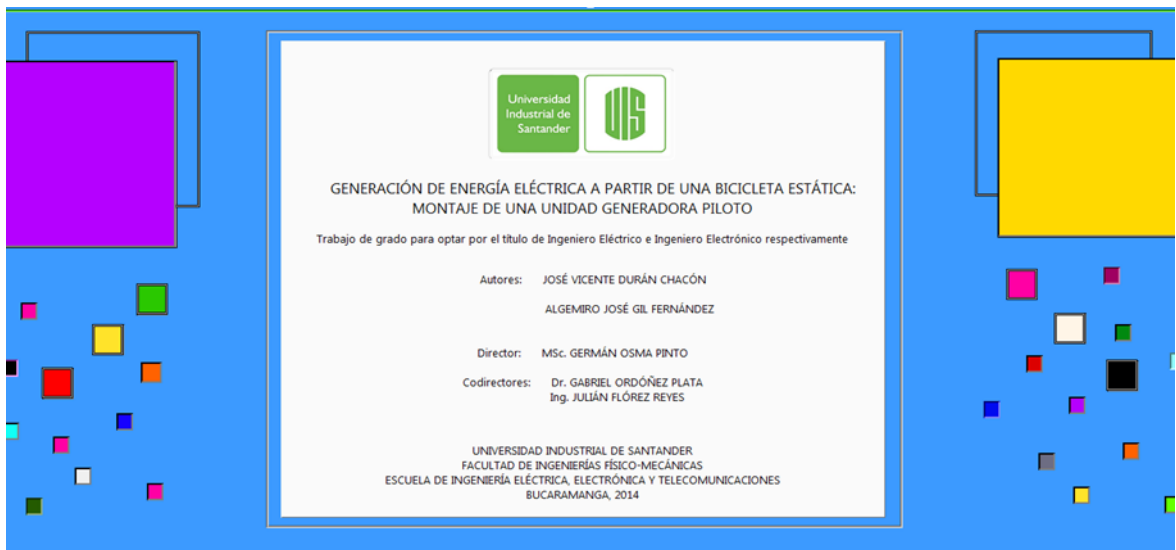 Universidad
Industrial de
Santander
UIS
GENERACIÓN DE ENERGÍA ELÉCTRICA A PARTIR DE UNA BICICLETA ESTÁTICA:
MONTAJE DE UNA UNIDAD GENERADORA PILOTO
Trabajo de grado para optar por el título de Ingeniero Eléctrico e Ingeniero Electrónico respectivamente
Autores: JOSÉ VICENTE DURÁN CHACÓN
ALGEMIRO JOSÉ GIL FERNÁNDEZ
Director: MSc. GERMÁN OSMA PINTO
Codirectores: Dr. GABRIEL ORDÓÑEZ PLATA
Ing. JULIÁN FLÓREZ REYES
UNIVERSIDAD INDUSTRIAL DE SANTANDER
FACULTAD DE INGENIERÍAS FÍSICO-MECÁNICAS
ESCUELA DE INGENIERÍA ELÉCTRICA, ELECTRÓNICA Y TELECOMUNICACIONES
BUCARAMANGA, 2014